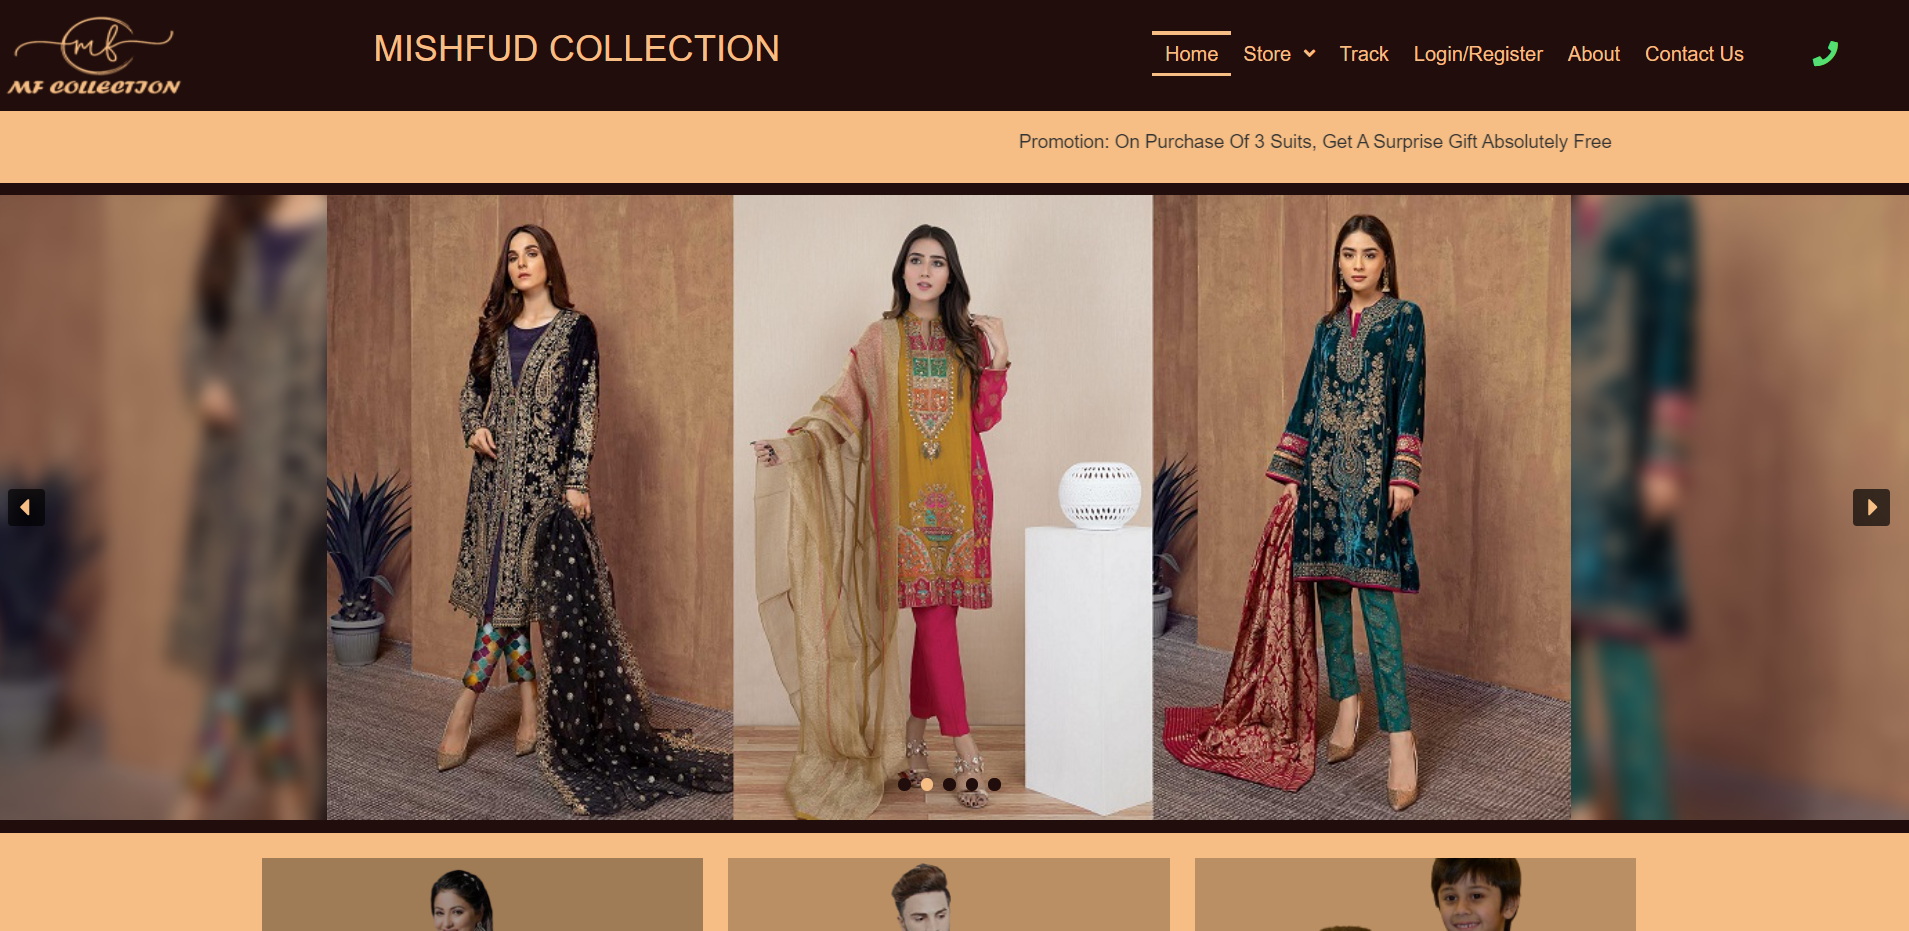 mf
MF COLLECTION
MISHFUD COLLECTION
Home Store Track Login/Register About Contact Us
Promotion: On Purchase Of 3 Suits, Get A Surprise Gift Absolutely Free